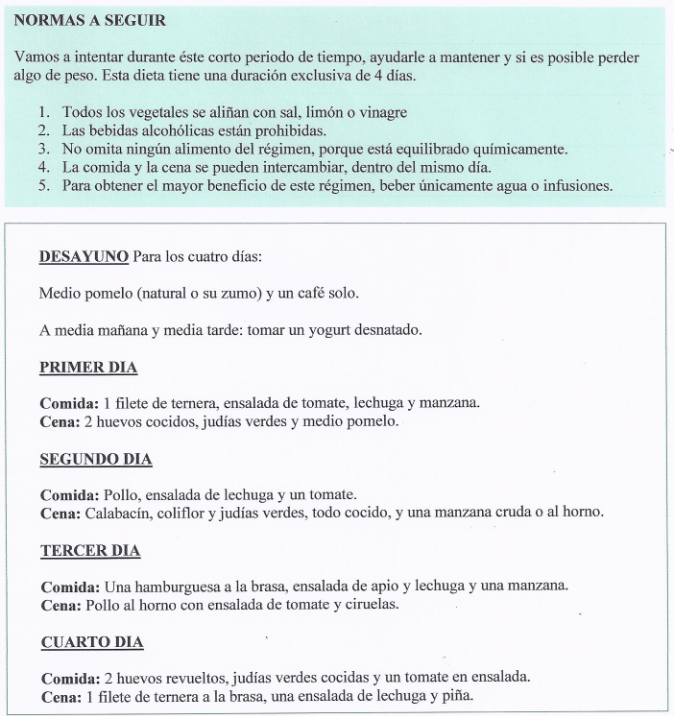 NORMAS A SEGUIR
Vamos a intentar durante éste corto periodo de tiempo, ayudarle a mantener y si es posible perder
algo de peso. Esta dieta tiene una duración exclusiva de 4 días.
1. Todos los vegetales se aliñan con sal, limón o vinagre
2. Las bebidas alcohólicas están prohibidas.
3. No omita ningún alimento del régimen, porque está equilibrado químicamente.
4. La comida y la cena se pueden intercambiar, dentro del mismo día.
5. Para obtener el mayor beneficio de este régimen, beber únicamente agua o infusiones.
DESAYUNO Para los cuatro días:
Medio pomelo (natural o su zumo) y un café solo.
A media mañana y media tarde: tomar un yogurt desnatado.
PRIMER DIA
Comida: 1 filete de ternera, ensalada de tomate, lechuga y manzana.
Cena: 2 huevos cocidos, judías verdes y medio pomelo.
SEGUNDO DIA
Comida: Pollo, ensalada de lechuga y un tomate.
Cena: Calabacín, coliflor y judías verdes, todo cocido, y una manzana cruda o al horno.
TERCER DIA
Comida: Una hamburguesa a la brasa, ensalada de apio y lechuga y una manzana.
Cena: Pollo al horno con ensalada de tomate y ciruelas.
CUARTO DIA
Comida: 2 huevos revueltos, judías verdes cocidas y un tomate en ensalada.
Cena: 1 filete de ternera a la brasa, una ensalada de lechuga y piña.